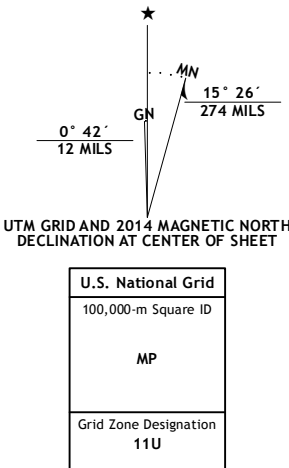 ★
MN
15° 26´
274 MILS
GN
0° 42´
12 MILS
UTM GRID AND 2014 MAGNETIC NORTH
DECLINATION AT CENTER OF SHEET
U.S. National Grid
100,000-m Square ID
MP
Grid Zone Designation
11U